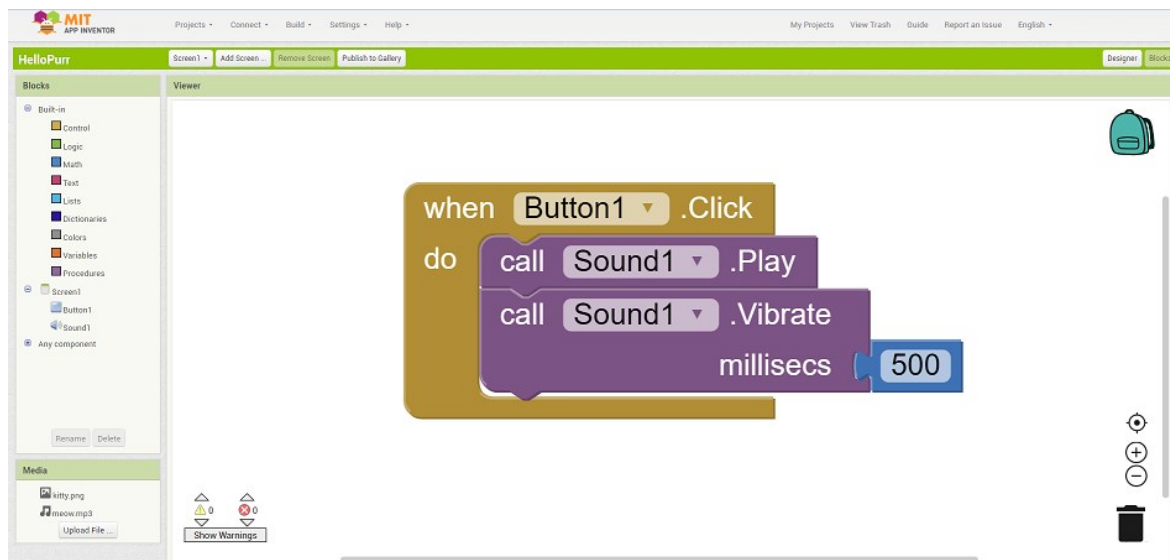 MIT
APP INVENTOR
Projects Connect Build Settings Help
My Projects View Trash Guide Report an Issue English
HelloPurr
Screen1 Add Screen ... Remove Screen Publish to Gallery
Designer Blocks
Blocks
Viewer
Built-in
Control
Logic
Math
Text
Lists
Dictionaries
Colors
Variables
Procedures
Screen1
Button1
Sound1
Any component
Rename Delete
Media
kitty.png
meow.mp3
Upload File ...
when Button1 .Click
do call Sound1 .Play
call Sound1 .Vibrate
millisecs 500
0 0
Show Warnings